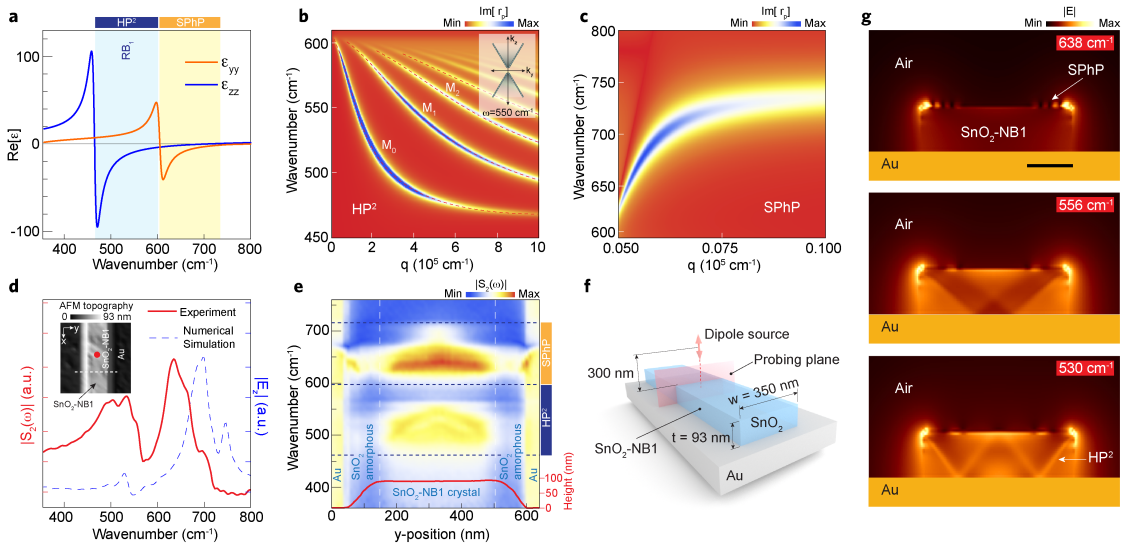 a
HP²
SPhP
RB₁
100
0
-100
Re[ε]
ε_yy
ε_zz
500
600
700
800
Wavenumber (cm⁻¹)
b
Im[ r_p]
Min
Max
600
550
500
450
Wavenumber (cm⁻¹)
M₂
M₁
M₀
HP²
k_z
k_y
ω=550 cm⁻¹
0
2
4
6
8
10
q (10⁵ cm⁻¹)
c
Im[ r_p]
Min
Max
800
750
700
650
600
Wavenumber (cm⁻¹)
SPhP
0.050
0.075
0.100
q (10⁵ cm⁻¹)
d
AFM topography
0
93 nm
y
x
SnO₂-NB1
Au
SnO₂-NB1
Experiment
Numerical
Simulation
|S₂(ω)| (a.u.)
|E_z| (a.u.)
400
500
600
700
800
Wavenumber (cm⁻¹)
e
|S₂(ω)|
Min
Max
700
600
500
400
Wavenumber (cm⁻¹)
SPhP
HP²
Au
SnO₂
amorphous
SnO₂
amorphous
Au
SnO₂-NB1 crystal
100
50
0
Height (nm)
0
200
400
600
y-position (nm)
f
Dipole source
Probing plane
300 nm
w = 350 nm
SnO₂
t = 93 nm
SnO₂-NB1
Au
g
|E|
Min
Max
638 cm⁻¹
Air
SPhP
SnO₂-NB1
Au
556 cm⁻¹
Air
Au
530 cm⁻¹
Air
HP²
Au